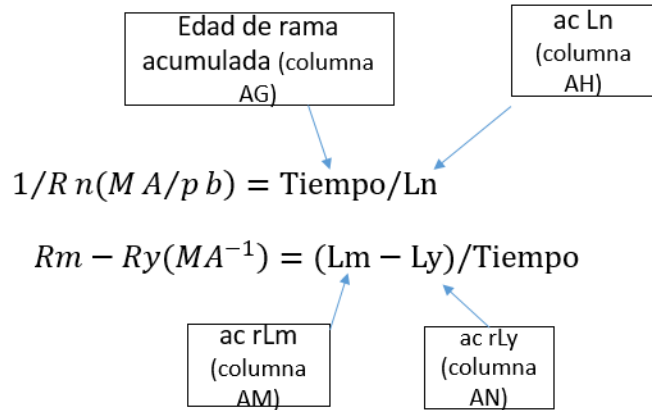 Edad de rama
acumulada (columna
AG)
ac Ln
(columna
AH)
1/R n(M A/p b) = Tiempo/Ln
Rm − Ry(MA⁻¹) = (Lm − Ly)/Tiempo
ac rLm
(columna
AM)
ac rLy
(columna
AN)